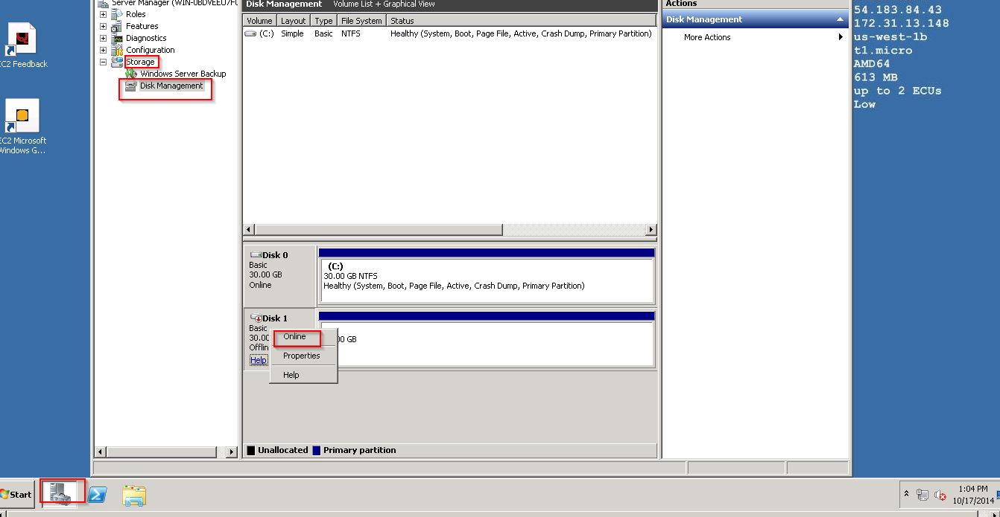 Server Manager (WIN-0BDVEEU7FU
Roles
Features
Diagnostics
Configuration
Storage
Windows Server Backup
Disk Management
EC2 Feedback
EC2 Microsoft
Windows G...
Disk Management Volume List + Graphical View
Volume Layout Type File System Status
(C:) Simple Basic NTFS Healthy (System, Boot, Page File, Active, Crash Dump, Primary Partition)
Disk 0
Basic
30.00 GB
Online
(C:)
30.00 GB NTFS
Healthy (System, Boot, Page File, Active, Crash Dump, Primary Partition)
Disk 1
Basic
30.00
Offlin
Help
00 GB
Online
Properties
Help
Unallocated Primary partition
Actions
Disk Management
More Actions
54.183.84.43
172.31.13.148
us-west-1b
t1.micro
AMD64
613 MB
up to 2 ECUs
Low
Start
1:04 PM
10/17/2014